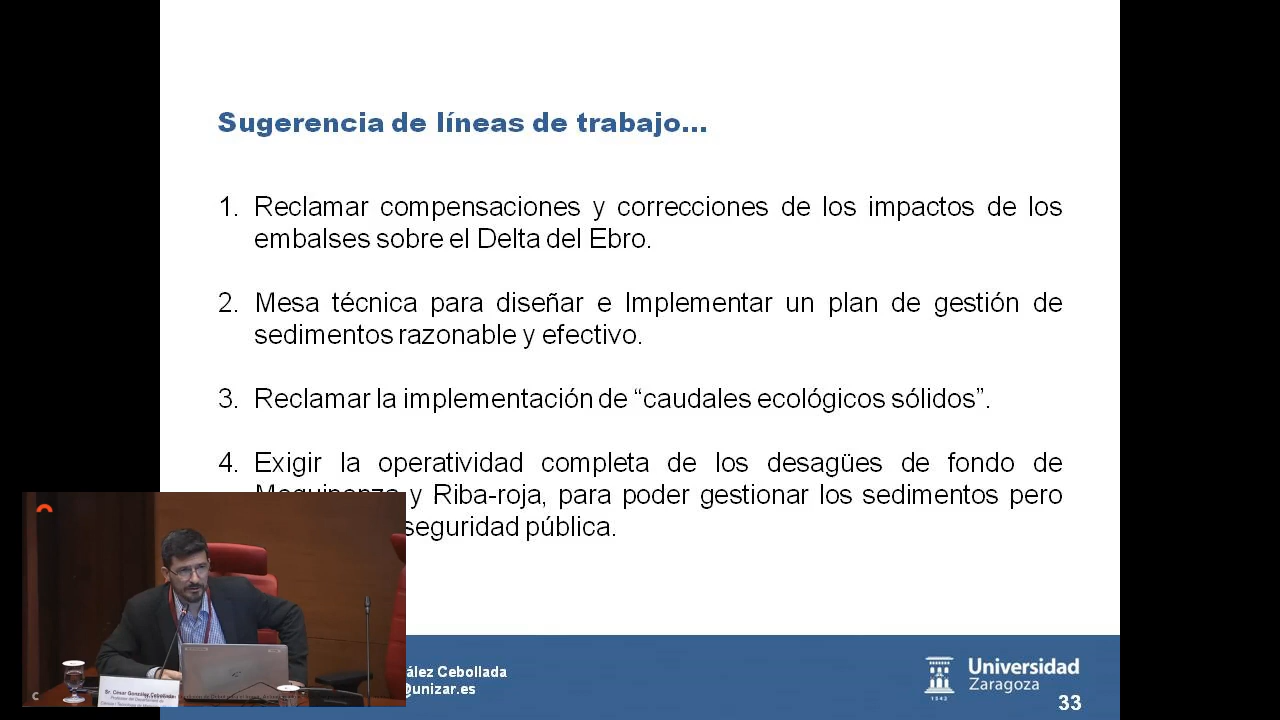 Sugerencia de líneas de trabajo...
1. Reclamar compensaciones y correcciones de los impactos de los
embalses sobre el Delta del Ebro.
2. Mesa técnica para diseñar e Implementar un plan de gestión de
sedimentos razonable y efectivo.
3. Reclamar la implementación de “caudales ecológicos sólidos”.
4. Exigir la operatividad completa de los desagües de fondo de
y Riba-roja, para poder gestionar los sedimentos pero
seguridad pública.
Sr. César González Cebollada
ález Cebollada
@unizar.es
Universidad
Zaragoza
1542
33